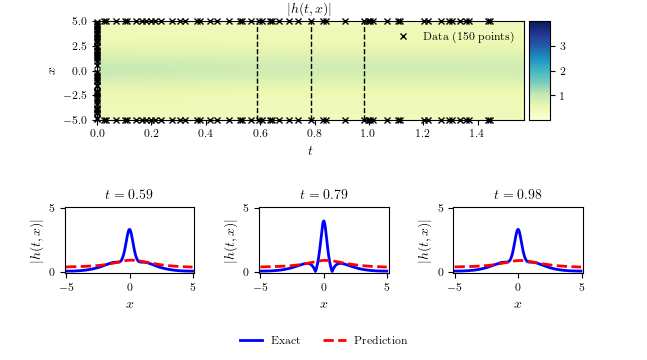 |h(t, x)|
5.0
2.5
0.0
−2.5
−5.0
x
Data (150 points)
3
2
1
0.0 0.2 0.4 0.6 0.8 1.0 1.2 1.4
t
t = 0.59 t = 0.79 t = 0.98
5 5 5
|h(t, x)| |h(t, x)| |h(t, x)|
0 0 0
−5 0 5 −5 0 5 −5 0 5
x x x
Exact Prediction